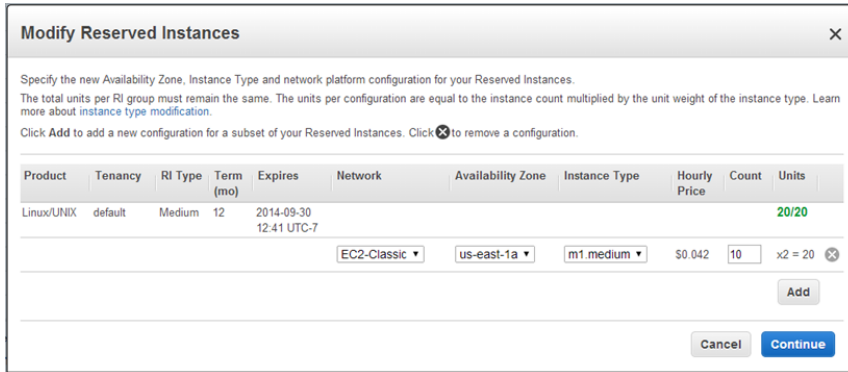 Modify Reserved Instances
Specify the new Availability Zone, Instance Type and network platform configuration for your Reserved Instances.
The total units per RI group must remain the same. The units per configuration are equal to the instance count multiplied by the unit weight of the instance type. Learn
more about instance type modification.
Click Add to add a new configuration for a subset of your Reserved Instances. Click to remove a configuration.
Product Tenancy RI Type Term (mo) Expires Network Availability Zone Instance Type Hourly Price Count Units
Linux/UNIX default Medium 12 2014-09-30 20/20
12:41 UTC-7
EC2-Classic us-east-1a m1.medium $0.042 10 x2 = 20
Add
Cancel Continue